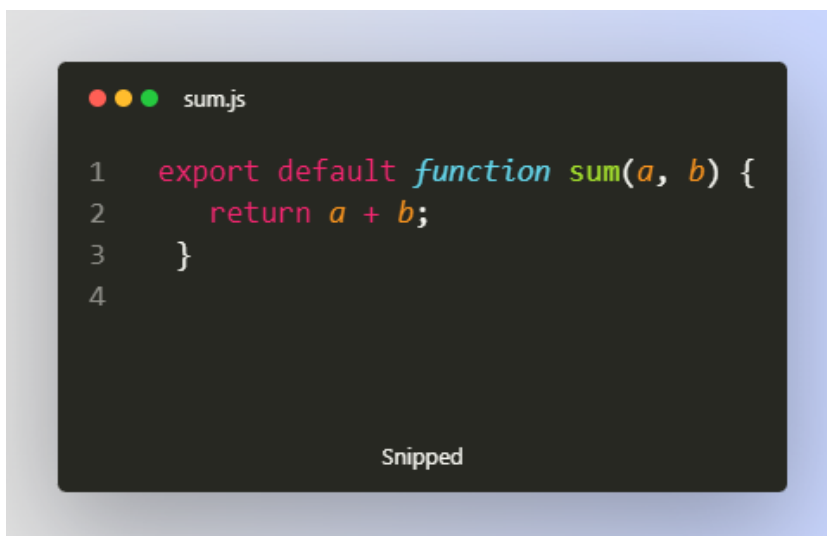 sum.js
1 export default function sum(a, b) {
2 return a + b;
3 }
4
Snipped